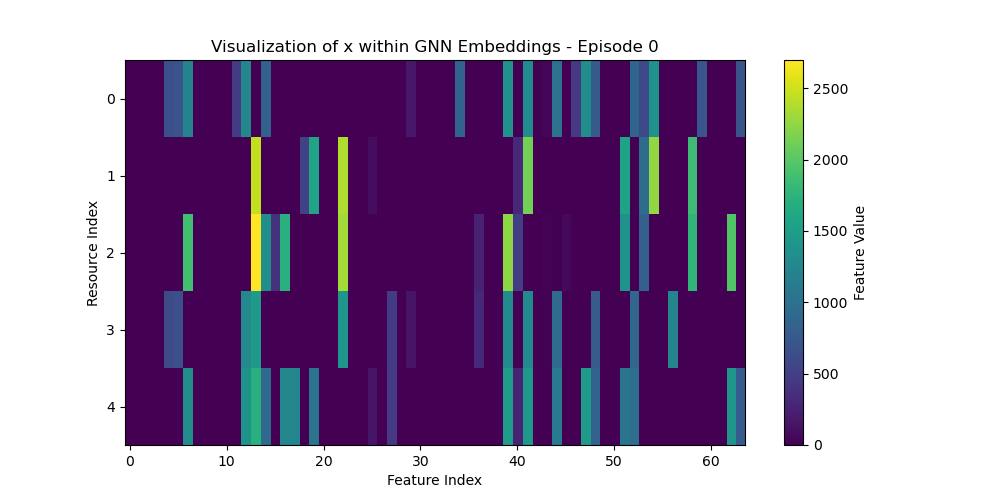 Visualization of x within GNN Embeddings - Episode 0
Resource Index
0
1
2
3
4
0 10 20 30 40 50 60
Feature Index
2500
2000
1500
1000
500
0
Feature Value